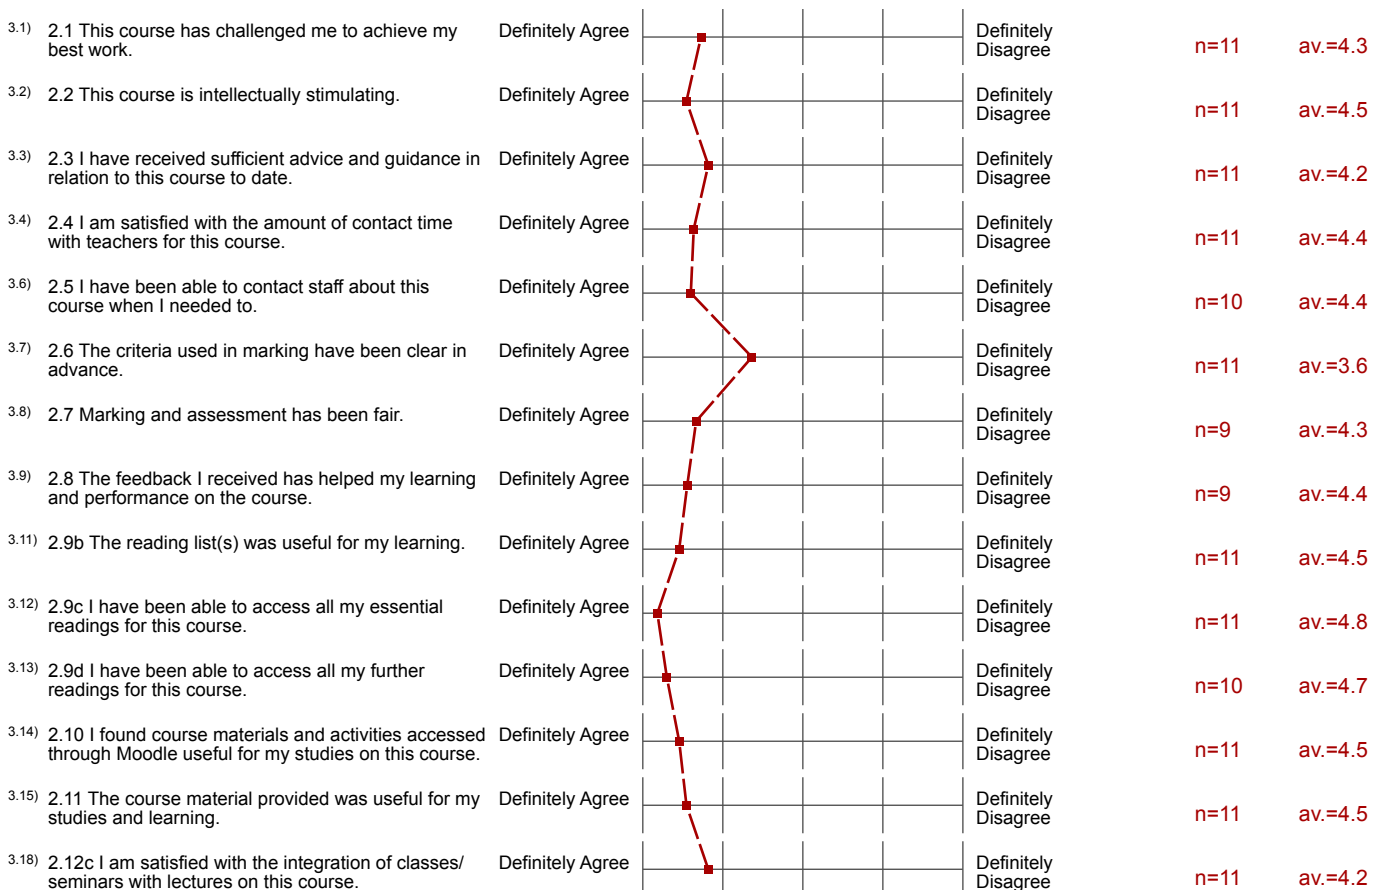 3.1) 2.1 This course has challenged me to achieve my best work. Definitely Agree Definitely Disagree n=11 av.=4.3
3.2) 2.2 This course is intellectually stimulating. Definitely Agree Definitely Disagree n=11 av.=4.5
3.3) 2.3 I have received sufficient advice and guidance in relation to this course to date. Definitely Agree Definitely Disagree n=11 av.=4.2
3.4) 2.4 I am satisfied with the amount of contact time with teachers for this course. Definitely Agree Definitely Disagree n=11 av.=4.4
3.6) 2.5 I have been able to contact staff about this course when I needed to. Definitely Agree Definitely Disagree n=10 av.=4.4
3.7) 2.6 The criteria used in marking have been clear in advance. Definitely Agree Definitely Disagree n=11 av.=3.6
3.8) 2.7 Marking and assessment has been fair. Definitely Agree Definitely Disagree n=9 av.=4.3
3.9) 2.8 The feedback I received has helped my learning and performance on the course. Definitely Agree Definitely Disagree n=9 av.=4.4
3.11) 2.9b The reading list(s) was useful for my learning. Definitely Agree Definitely Disagree n=11 av.=4.5
3.12) 2.9c I have been able to access all my essential readings for this course. Definitely Agree Definitely Disagree n=11 av.=4.8
3.13) 2.9d I have been able to access all my further readings for this course. Definitely Agree Definitely Disagree n=10 av.=4.7
3.14) 2.10 I found course materials and activities accessed through Moodle useful for my studies on this course. Definitely Agree Definitely Disagree n=11 av.=4.5
3.15) 2.11 The course material provided was useful for my studies and learning. Definitely Agree Definitely Disagree n=11 av.=4.5
3.18) 2.12c I am satisfied with the integration of classes/ seminars with lectures on this course. Definitely Agree Definitely Disagree n=11 av.=4.2